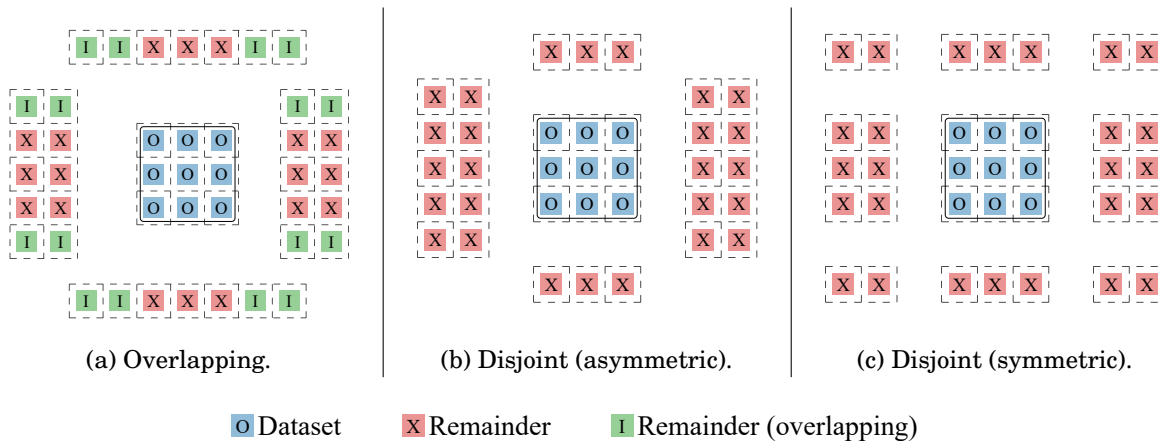 I I X X X I I
I I I I
X X O O O X X
X X O O O X X
X X O O O X X
I I I I
I I X X X I I
(a) Overlapping.
X X X
X X X X
X X O O O X X
X X O O O X X
X X O O O X X
X X X X
X X X
(b) Disjoint (asymmetric).
X X X X X X X
X X O O O X X
X X O O O X X
X X O O O X X
X X X X X X X
(c) Disjoint (symmetric).
O Dataset X Remainder I Remainder (overlapping)